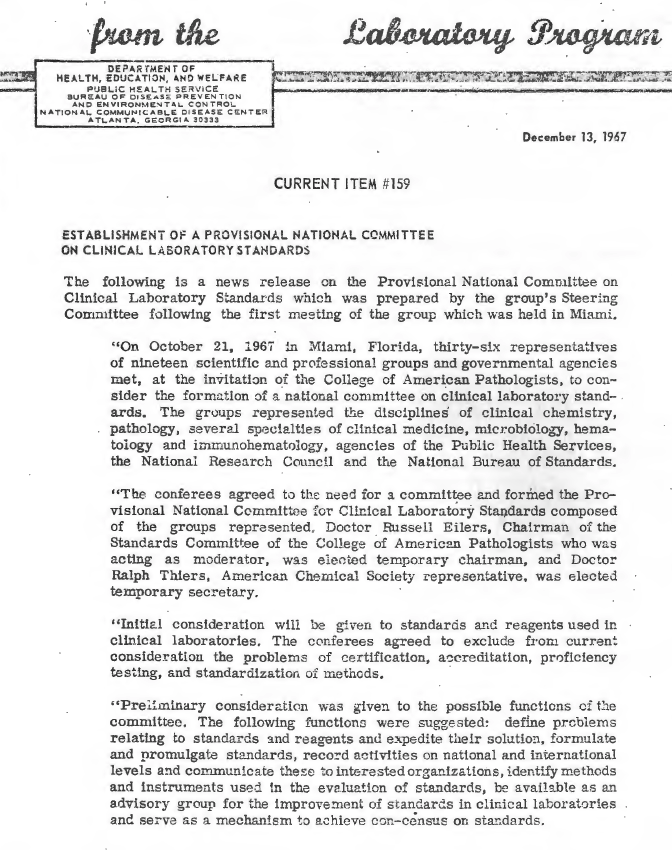 from the Laboratory Program
DEPARTMENT OF
HEALTH, EDUCATION, AND WELFARE
PUBLIC HEALTH SERVICE
BUREAU OF DISEASE PREVENTION
AND ENVIRONMENTAL CONTROL
NATIONAL COMMUNICABLE DISEASE CENTER
ATLANTA, GEORGIA 30333
December 13, 1967
CURRENT ITEM #159
ESTABLISHMENT OF A PROVISIONAL NATIONAL COMMITTEE
ON CLINICAL LABORATORY STANDARDS
The following is a news release on the Provisional National Committee on
Clinical Laboratory Standards which was prepared by the group's Steering
Committee following the first meeting of the group which was held in Miami.
"On October 21, 1967 in Miami, Florida, thirty-six representatives
of nineteen scientific and professional groups and governmental agencies
met, at the invitation of the College of American Pathologists, to con-
sider the formation of a national committee on clinical laboratory stand-
ards. The groups represented the disciplines of clinical chemistry,
pathology, several specialties of clinical medicine, microbiology, hema-
tology and immunohematology, agencies of the Public Health Services,
the National Research Council and the National Bureau of Standards.
"The conferees agreed to the need for a committee and formed the Pro-
visional National Committee for Clinical Laboratory Standards composed
of the groups represented. Doctor Russell Eilers, Chairman of the
Standards Committee of the College of American Pathologists who was
acting as moderator, was elected temporary chairman, and Doctor
Ralph Thiers, American Chemical Society representative, was elected
temporary secretary.
"Initial consideration will be given to standards and reagents used in
clinical laboratories. The conferees agreed to exclude from current
consideration the problems of certification, accreditation, proficiency
testing, and standardization of methods.
"Preliminary consideration was given to the possible functions of the
committee. The following functions were suggested: define problems
relating to standards and reagents and expedite their solution, formulate
and promulgate standards, record activities on national and international
levels and communicate these to interested organizations, identify methods
and instruments used in the evaluation of standards, be available as an
advisory group for the improvement of standards in clinical laboratories
and serve as a mechanism to achieve con-census on standards.